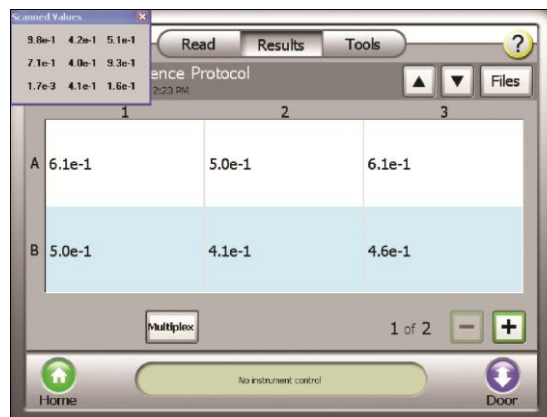 Scanned Values
9.8e-1 4.2e-1 5.1e-1
7.1e-1 4.0e-1 9.3e-1
1.7e-3 4.1e-1 1.6e-1
Read Results Tools ?
ence Protocol
2:23 PM
Files
1 2 3
A 6.1e-1 5.0e-1 6.1e-1
B 5.0e-1 4.1e-1 4.6e-1
Multiplex 1 of 2
No instrument control
Home Door